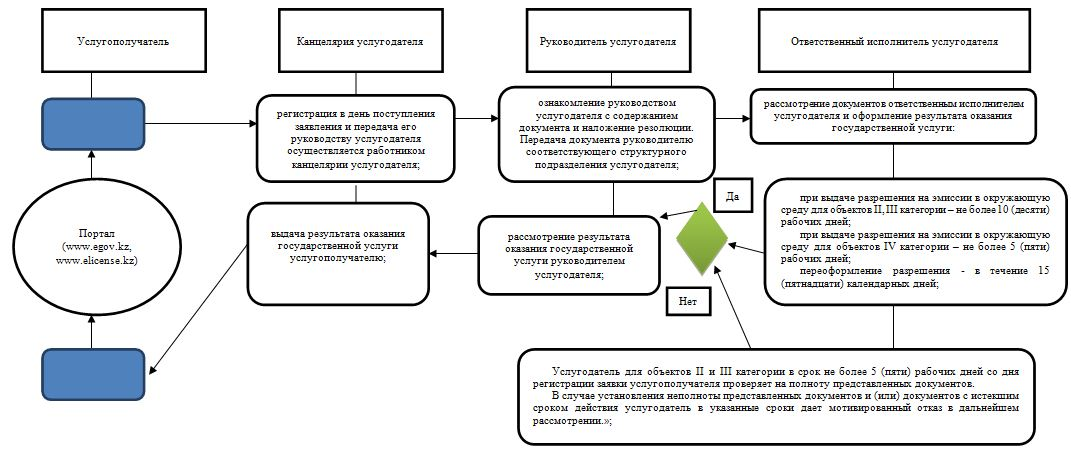 Услугополучатель
Канцелярия услугодателя
Руководитель услугодателя
Ответственный исполнитель услугодателя
регистрация в день поступления
заявления и передача его
руководству услугодателя
осуществляется работником
канцелярии услугодателя;
ознакомление руководством
услугодателя с содержанием
документа и наложение резолюции.
Передача документа руководителю
соответствующего структурного
подразделения услугодателя;
рассмотрение документов ответственным исполнителем
услугодателя и оформление результата оказания
государственной услуги:
Портал
(www.egov.kz,
www.elicense.kz)
выдача результата оказания
государственной услуги
услугополучателю;
рассмотрение результата
оказания государственной
услуги руководителем
услугодателя;
Да
Нет
при выдаче разрешения на эмиссии в окружающую
среду для объектов II, III категории – не более 10 (десяти)
рабочих дней;
при выдаче разрешения на эмиссии в окружающую
среду для объектов IV категории – не более 5 (пяти)
рабочих дней;
переоформление разрешения - в течение 15
(пятнадцати) календарных дней;
Услугодатель для объектов II и III категории в срок не более 5 (пяти) рабочих дней со дня
регистрации заявки услугополучателя проверяет на полноту представленных документов.
В случае установления неполноты представленных документов и (или) документов с истекшим
сроком действия услугодатель в указанные сроки дает мотивированный отказ в дальнейшем
рассмотрении.»;